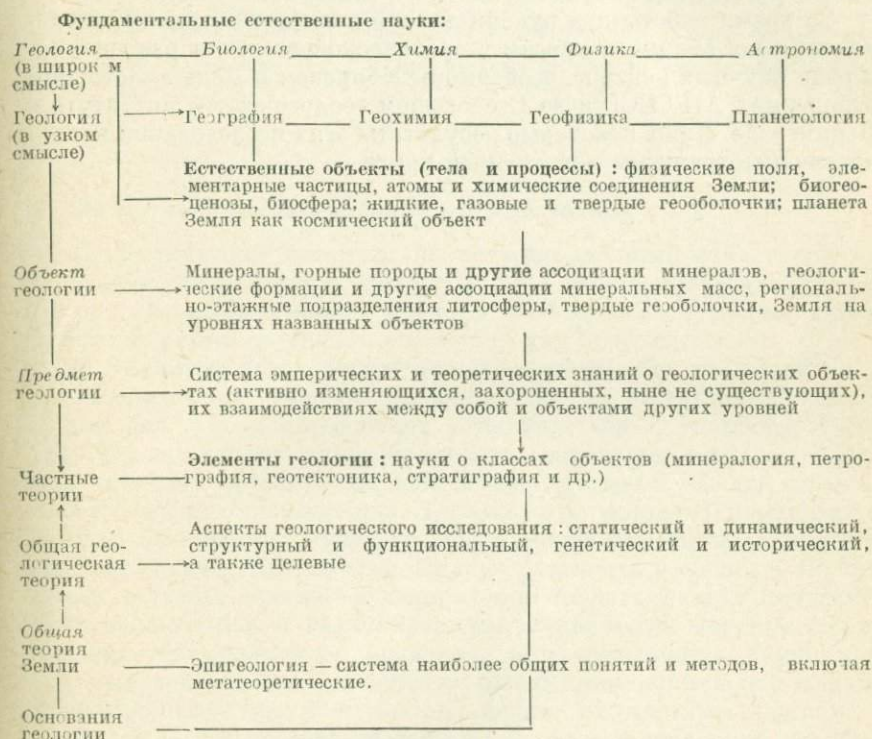 Фундаментальные естественные науки:
Геология Биология Химия Физика Астрономия
(в широком
смысле)
Геология География Геохимия Геофизика Планетология
(в узком
смысле)
Естественные объекты (тела и процессы) : физические поля, эле-
ментарные частицы, атомы и химические соединения Земли; биогео-
ценозы, биосфера; жидкие, газовые и твердые геооболочки; планета
Земля как космический объект
Объект
геологии
Минералы, горные породы и другие ассоциации минералов, геологи-
ческие формации и другие ассоциации минеральных масс, региональ-
но-этажные подразделения литосферы, твердые геооболочки, Земля на
уровнях названных объектов
Предмет
геологии
Система эмперических и теоретических знаний о геологических объек-
тах (активно изменяющихся, захороненных, ныне не существующих),
их взаимодействиях между собой и объектами других уровней
Частные
теории
Элементы геологии : науки о классах объектов (минералогия, петро-
графия, геотектоника, стратиграфия и др.)
Общая гео-
логическая
теория
Аспекты геологического исследования : статический и динамический,
структурный и функциональный, генетический и исторический,
а также целевые
Общая
теория
Земли
Эпигеология — система наиболее общих понятий и методов, включая
метатеоретические.
Основания
геологии